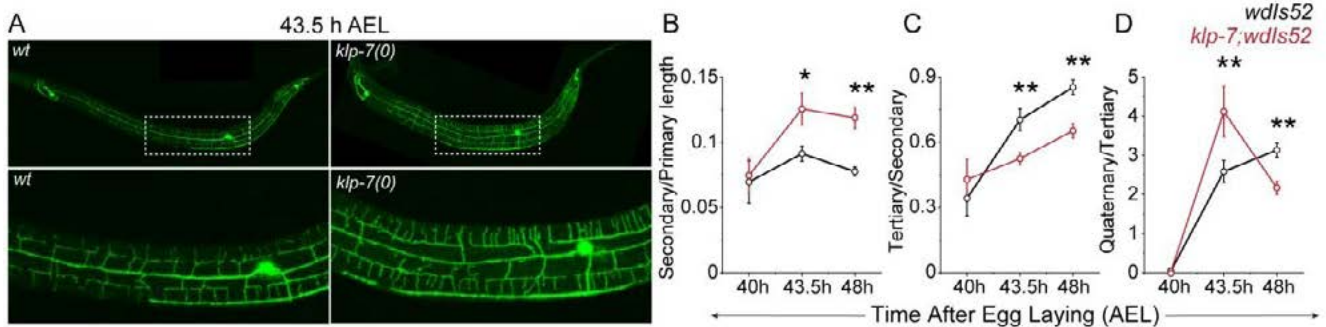 A
43.5 h AEL
wt
klp-7(0)
wt
klp-7(0)
B
C
D
wdIs52
klp-7;wdIs52
Secondary/Primary length
0.15
0.1
0.05
0
*
**
40h
43.5h
48h
Tertiary/Secondary
0.9
0.6
0.3
0
**
**
40h
43.5h
48h
Quaternary/Tertiary
5
4
3
2
1
0
**
**
40h
43.5h
48h
Time After Egg Laying (AEL)